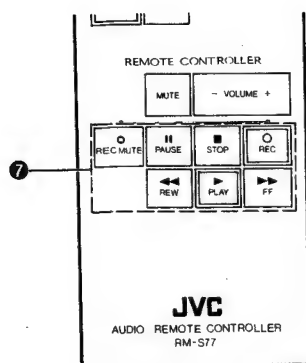 REMOTE CONTROLLER
MUTE − VOLUME +
REC MUTE PAUSE STOP REC
7
REW PLAY FF
JVC
AUDIO REMOTE CONTROLLER
RM-S77